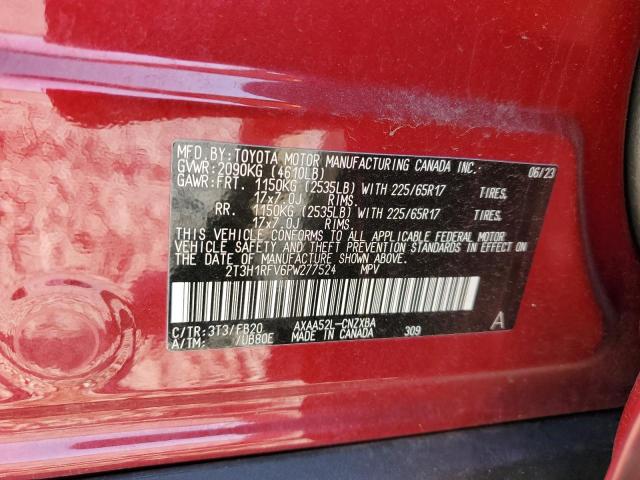 MFD. BY: TOYOTA MOTOR MANUFACTURING CANADA INC. 06/23
GVWR: 2090KG (4610LB)
GAWR: FRT. 1150KG (2535LB) WITH 225/65R17 TIRES,
17x7.0J RIMS,
RR. 1150KG (2535LB) WITH 225/65R17 TIRES,
17x7.0J RIMS,
THIS VEHICLE CONFORMS TO ALL APPLICABLE FEDERAL MOTOR
VEHICLE SAFETY AND THEFT PREVENTION STANDARDS IN EFFECT ON
THE DATE OF MANUFACTURE SHOWN ABOVE.
2T3H1RFV6PW277524 MPV
C/TR: 3T3/FB20 AXAA52L-CNZXBA 309 A
A/TM: /UB80E MADE IN CANADA